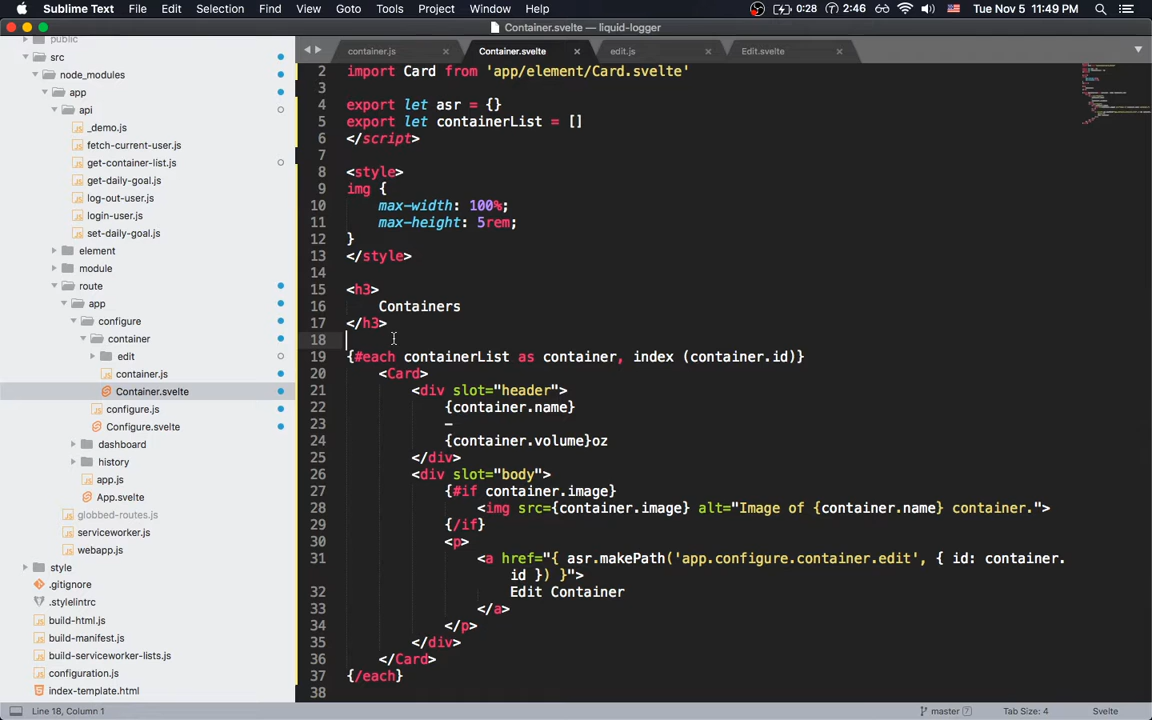 Sublime Text File Edit Selection Find View Goto Tools Project Window Help 0:28 2:46 Tue Nov 5 11:49 PM
Container.svelte — liquid-logger
container.js × Container.svelte × edit.js × Edit.svelte ×
public
src
node_modules
app
api
_demo.js
fetch-current-user.js
get-container-list.js
get-daily-goal.js
log-out-user.js
login-user.js
set-daily-goal.js
element
module
route
app
configure
container
edit
container.js
Container.svelte
configure.js
Configure.svelte
dashboard
history
app.js
App.svelte
globbed-routes.js
serviceworker.js
webapp.js
style
.gitignore
.stylelintrc
build-html.js
build-manifest.js
build-serviceworker-lists.js
configuration.js
index-template.html
2 import Card from 'app/element/Card.svelte'
3
4 export let asr = {}
5 export let containerList = []
6 </script>
7
8 <style>
9 img {
10 max-width: 100%;
11 max-height: 5rem;
12 }
13 </style>
14
15 <h3>
16 Containers
17 </h3>
18
19 {#each containerList as container, index (container.id)}
20 <Card>
21 <div slot="header">
22 {container.name}
23 –
24 {container.volume}oz
25 </div>
26 <div slot="body">
27 {#if container.image}
28 <img src={container.image} alt="Image of {container.name} container.">
29 {/if}
30 <p>
31 <a href="{ asr.makePath('app.configure.container.edit', { id: container.
id }) }">
32 Edit Container
33 </a>
34 </p>
35 </div>
36 </Card>
37 {/each}
38
Line 18, Column 1 master 7 Tab Size: 4 Svelte